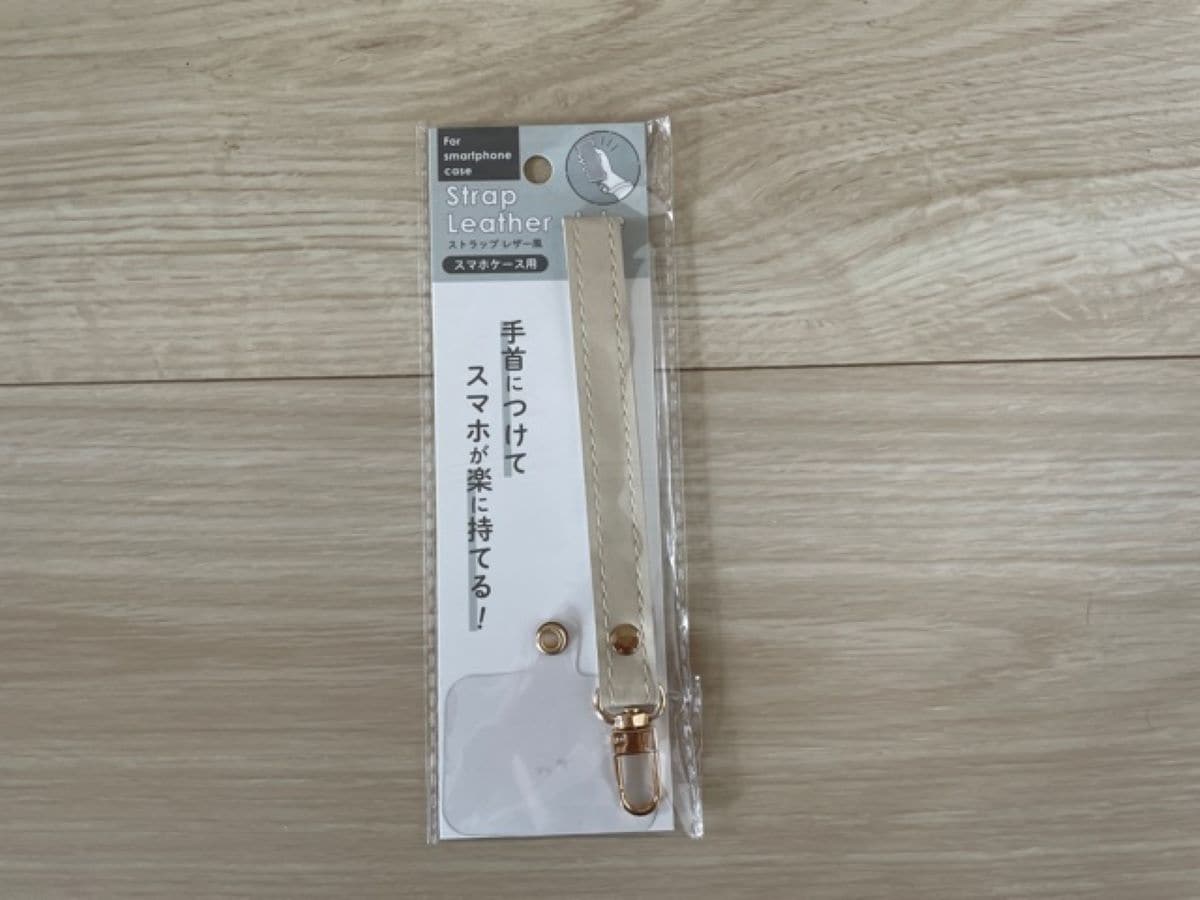 For
smartphone
case
Strap
Leather
ストラップ レザー風
スマホケース用
手首につけて
スマホが楽に持てる!